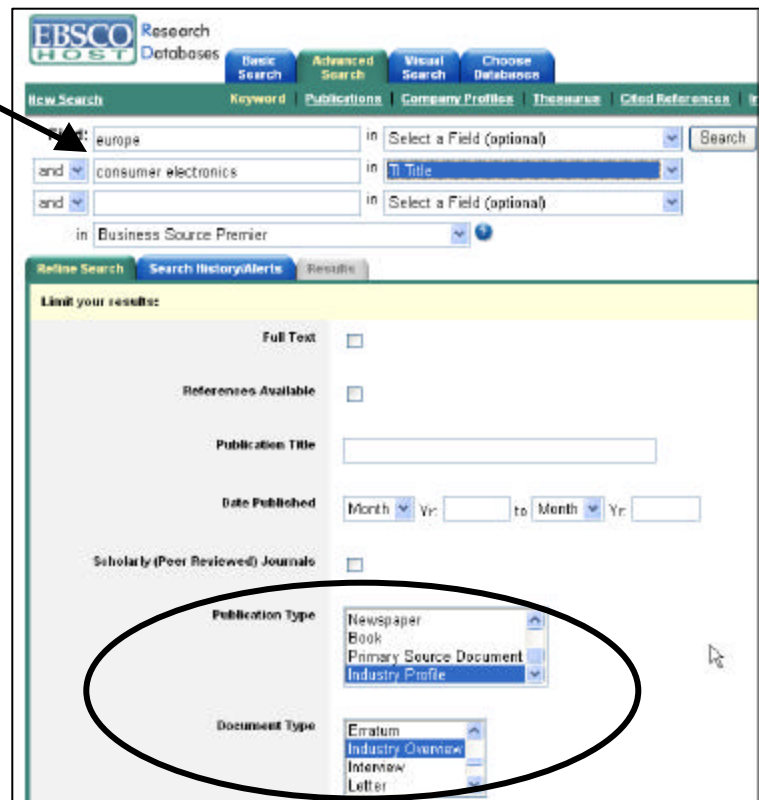 EBSCO Research
HOST Databases
Basic Search Advanced Search Visual Search Choose Databases
New Search Keyword Publications Company Profiles Thesaurus Cited References
europe in Select a Field (optional) Search
and consumer electronics in TI Title
and in Select a Field (optional)
in Business Source Premier
Refine Search Search History/Alerts Results
Limit your results:
Full Text
References Available
Publication Title
Date Published Month Yr: to Month Yr:
Scholarly (Peer Reviewed) Journals
Publication Type Newspaper
Book
Primary Source Document
Industry Profile
Document Type Erratum
Industry Overview
Interview
Letter